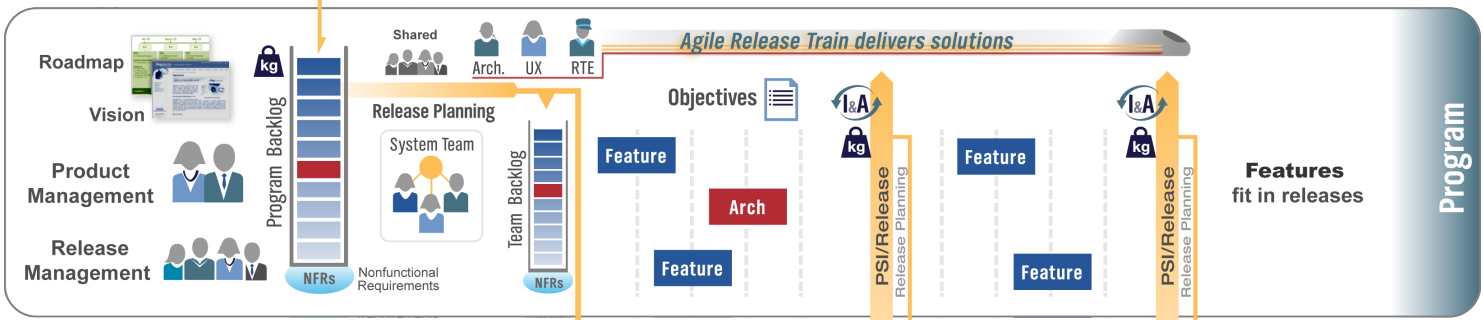 Roadmap
Vision
Product
Management
Release
Management
kg
Program Backlog
NFRs
Nonfunctional
Requirements
Shared
Arch.
UX
RTE
Agile Release Train delivers solutions
Release Planning
System Team
Team Backlog
NFRs
Objectives
Feature
Arch
Feature
I&A
kg
PSI/Release
Release Planning
Feature
Feature
I&A
kg
PSI/Release
Release Planning
Features
fit in releases
Program